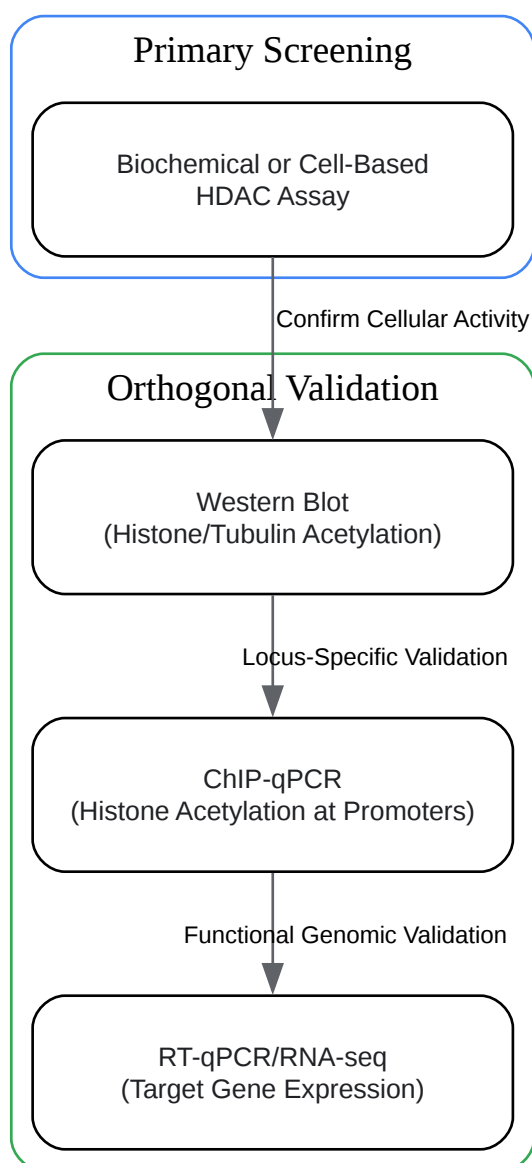 Primary Screening
Biochemical or Cell-Based
HDAC Assay
Confirm Cellular Activity
Orthogonal Validation
Western Blot
(Histone/Tubulin Acetylation)
Locus-Specific Validation
ChIP-qPCR
(Histone Acetylation at Promoters)
Functional Genomic Validation
RT-qPCR/RNA-seq
(Target Gene Expression)